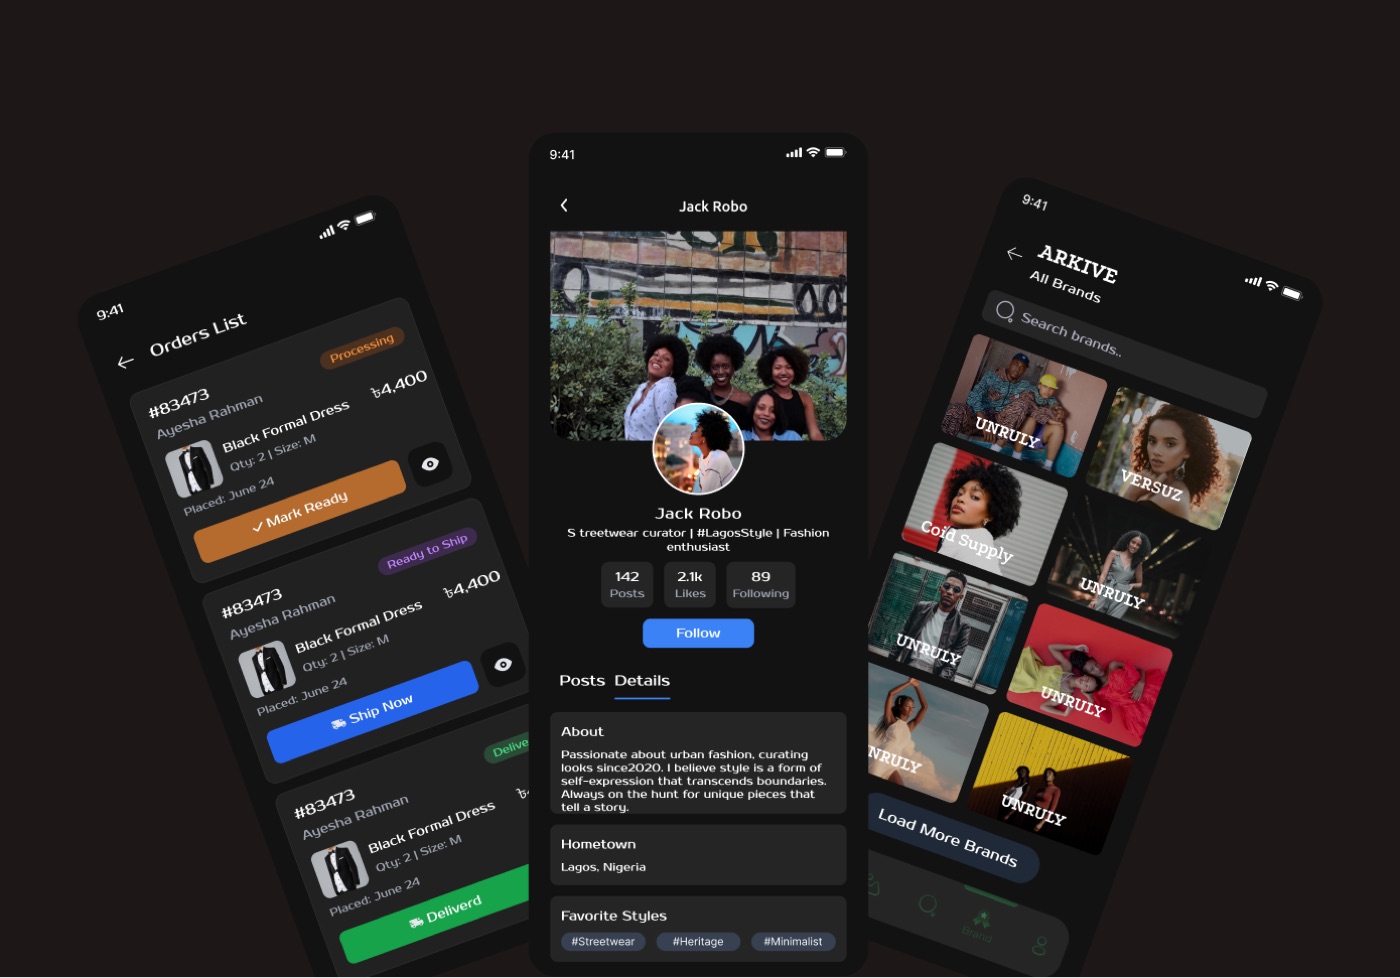 9:41
Orders List
Processing
#83473
Ayesha Rahman
Black Formal Dress
৳4,400
Qty: 2 | Size: M
Placed: June 24
✓ Mark Ready
Ready to Ship
#83473
Ayesha Rahman
Black Formal Dress
৳4,400
Qty: 2 | Size: M
Placed: June 24
Ship Now
Delive
#83473
Ayesha Rahman
Black Formal Dress
৳
Qty: 2 | Size: M
Placed: June 24
Deliverd
9:41
Jack Robo
Jack Robo
S treetwear curator | #LagosStyle | Fashion
enthusiast
142
Posts
2.1k
Likes
89
Following
Follow
Posts Details
About
Passionate about urban fashion, curating
looks since2020. I believe style is a form of
self-expression that transcends boundaries.
Always on the hunt for unique pieces that
tell a story.
Hometown
Lagos, Nigeria
Favorite Styles
#Streetwear #Heritage #Minimalist
9:41
ARKIVE
All Brands
Search brands..
UNRULY
VERSUZ
Coid Supply
UNRULY
UNRULY
UNRULY
NRULY
UNRULY
Load More Brands
Brand